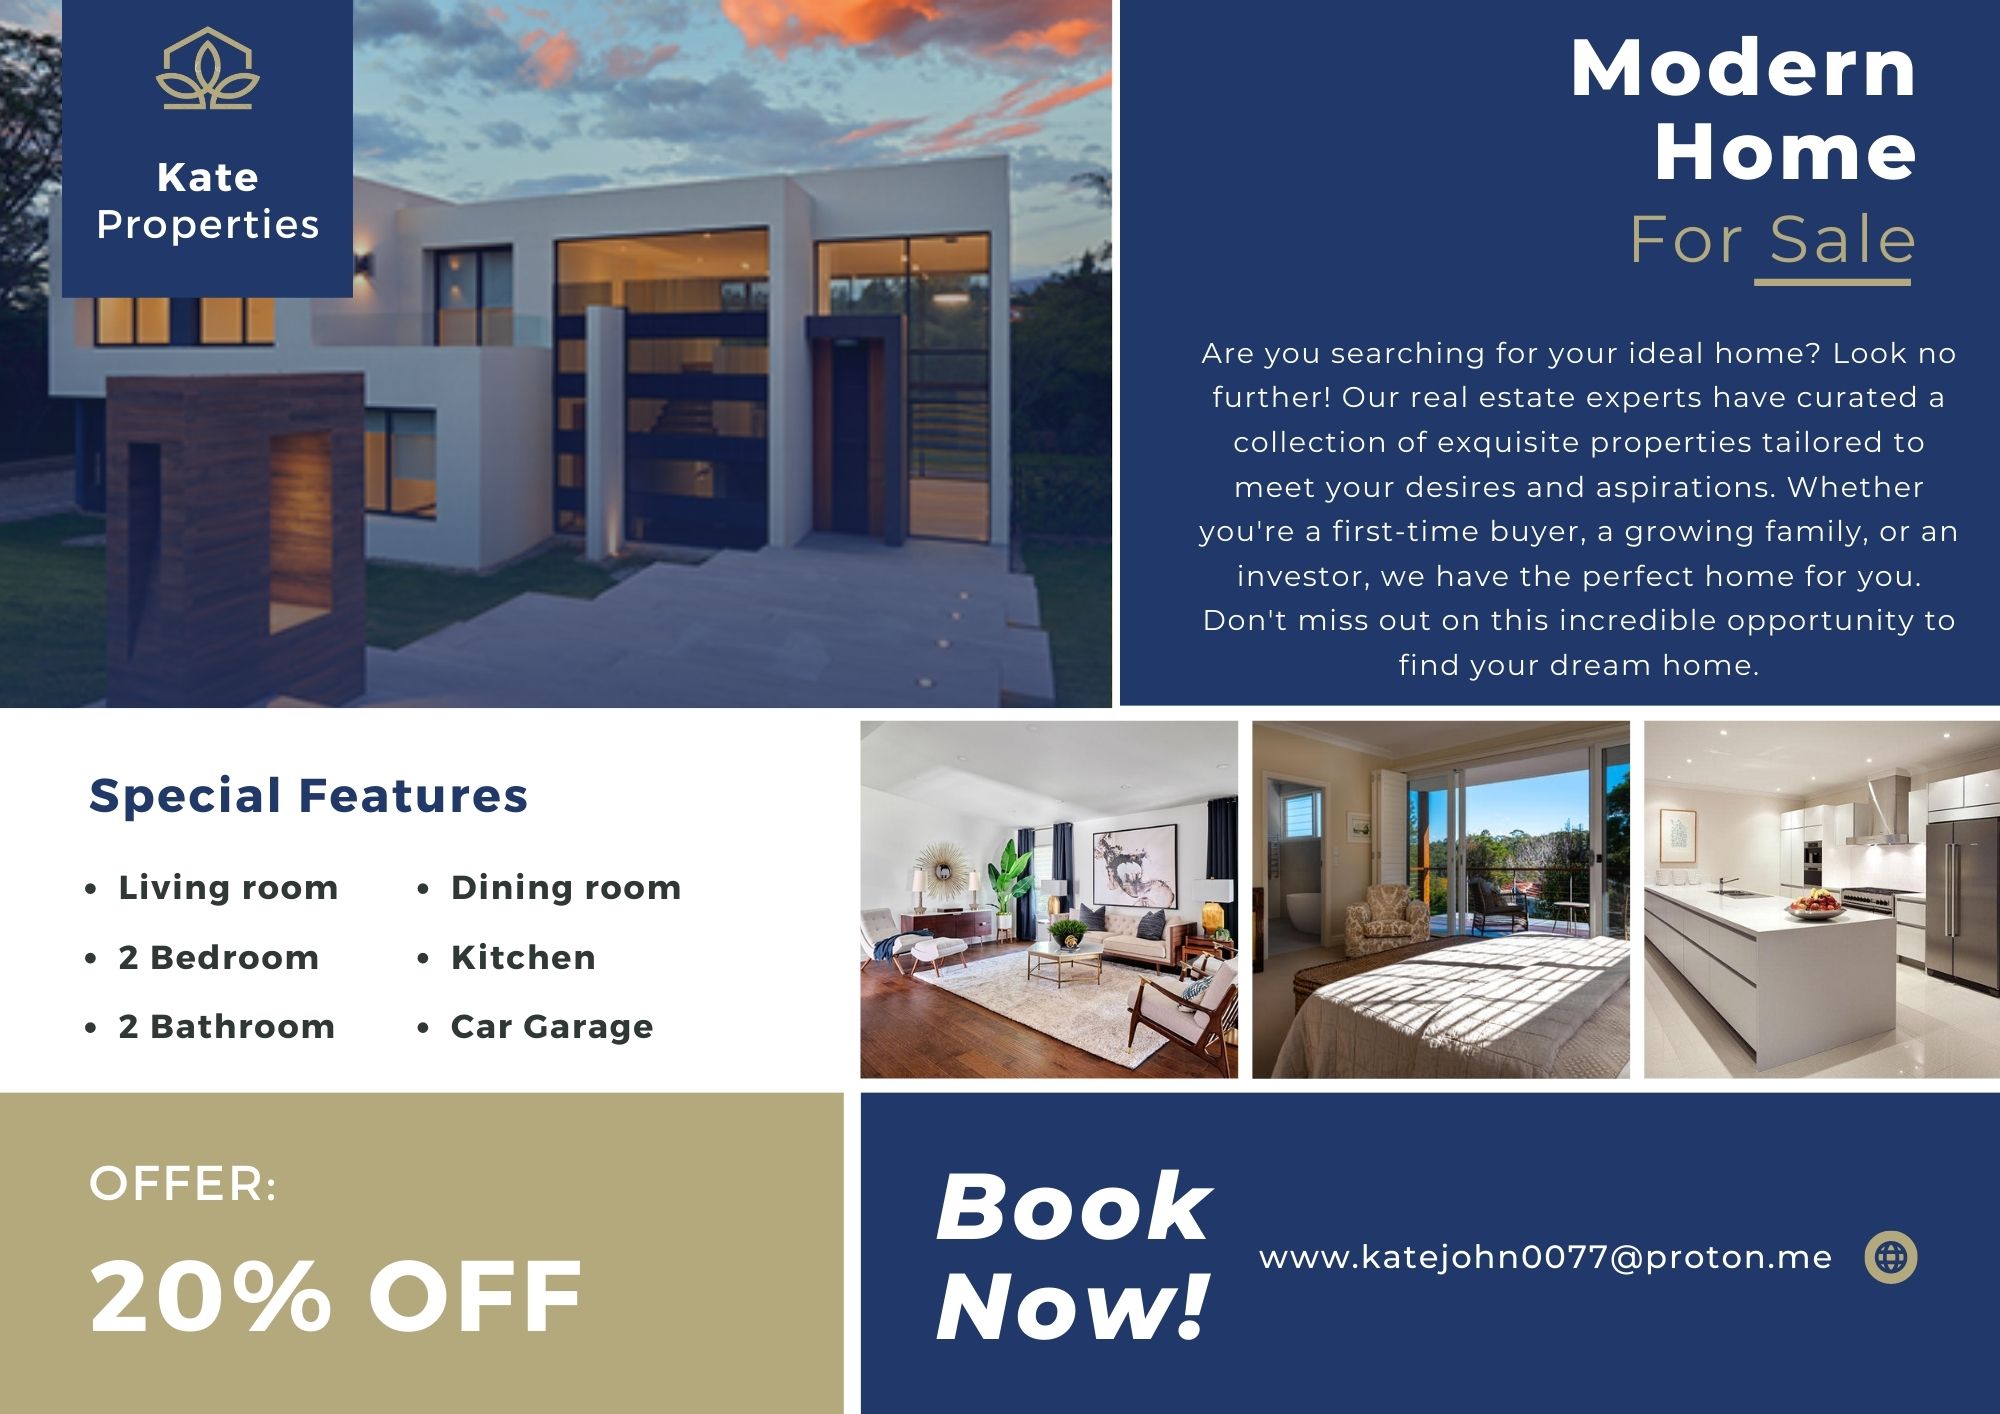 Kate
Properties
Modern
Home
For Sale
Are you searching for your ideal home? Look no
further! Our real estate experts have curated a
collection of exquisite properties tailored to
meet your desires and aspirations. Whether
you're a first-time buyer, a growing family, or an
investor, we have the perfect home for you.
Don't miss out on this incredible opportunity to
find your dream home.
Special Features
• Living room
• 2 Bedroom
• 2 Bathroom
• Dining room
• Kitchen
• Car Garage
OFFER:
20% OFF
Book
Now!
www.katejohn0077@proton.me